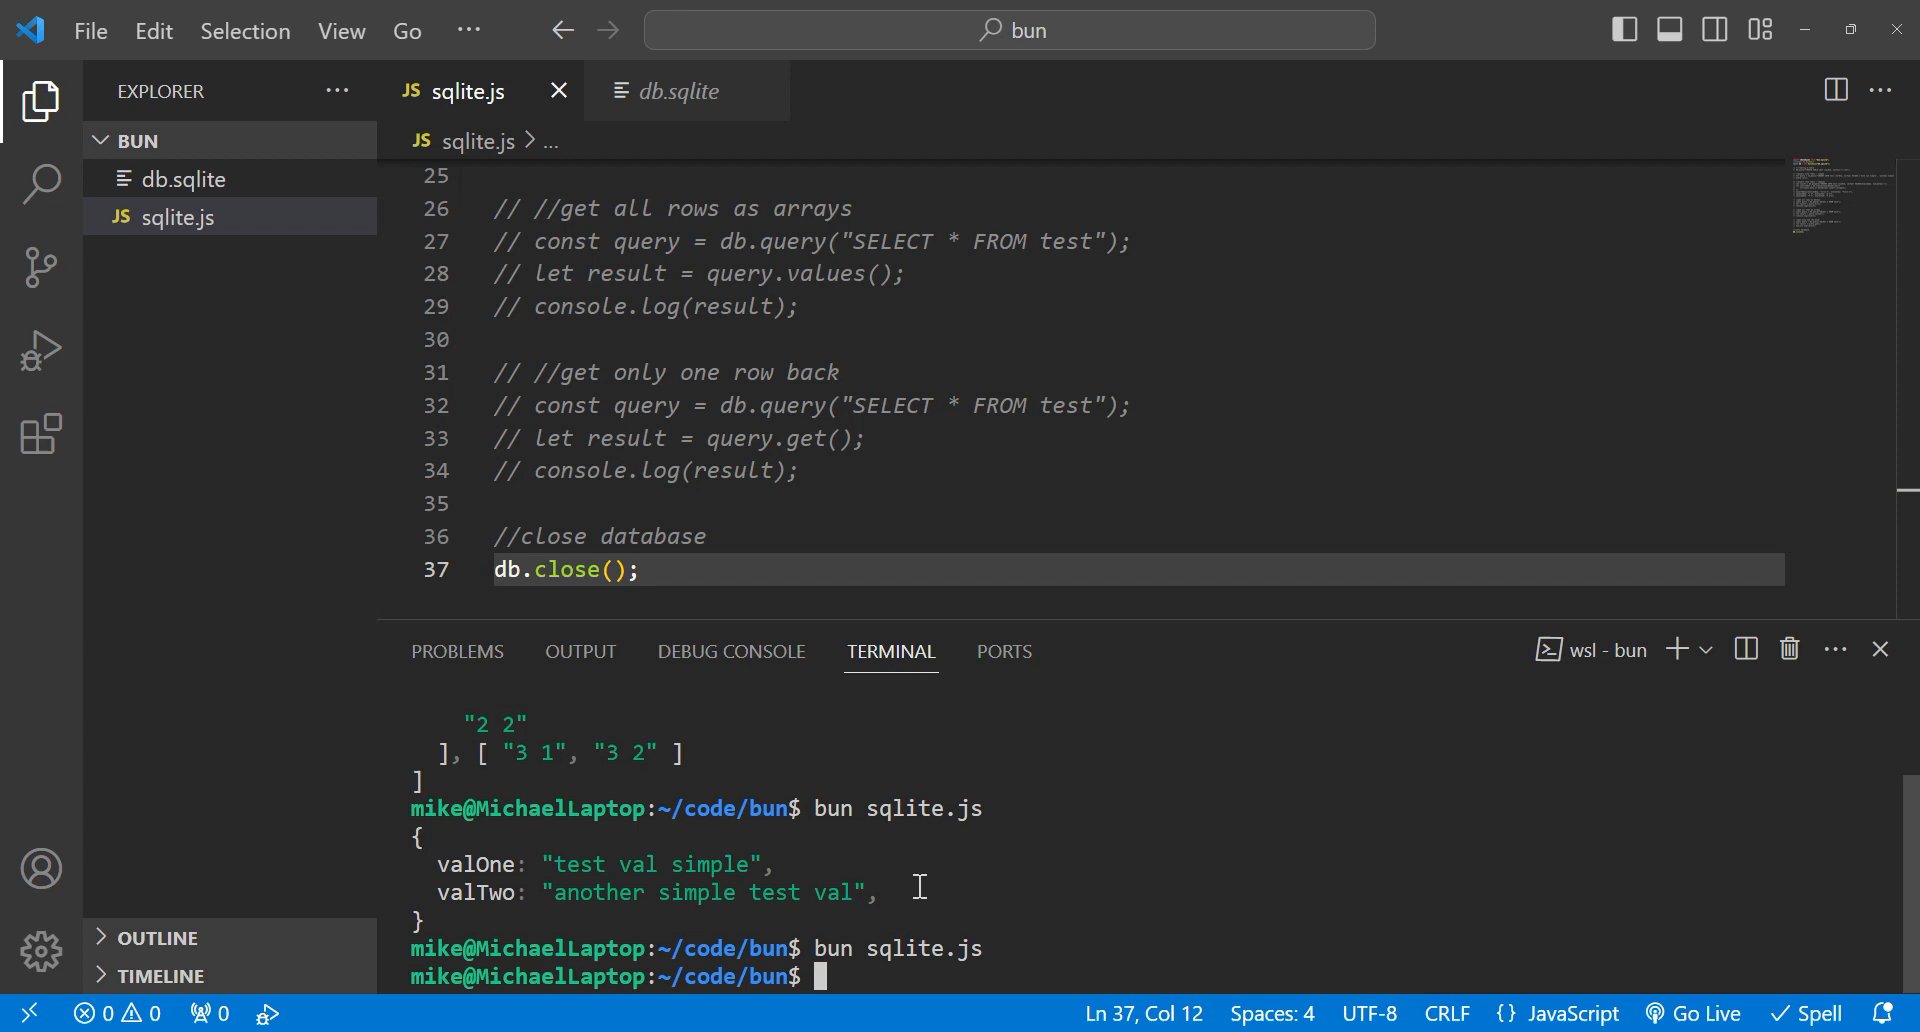 File Edit Selection View Go ... bun
EXPLORER ...
JS sqlite.js
db.sqlite
BUN
JS sqlite.js > ...
db.sqlite
JS sqlite.js
25
26 // //get all rows as arrays
27 // const query = db.query("SELECT * FROM test");
28 // let result = query.values();
29 // console.log(result);
30
31 // //get only one row back
32 // const query = db.query("SELECT * FROM test");
33 // let result = query.get();
34 // console.log(result);
35
36 //close database
37 db.close();
PROBLEMS OUTPUT DEBUG CONSOLE TERMINAL PORTS
wsl - bun
"2 2"
], [ "3 1", "3 2" ]
]
mike@MichaelLaptop:~/code/bun$ bun sqlite.js
{
valOne: "test val simple",
valTwo: "another simple test val",
}
mike@MichaelLaptop:~/code/bun$ bun sqlite.js
mike@MichaelLaptop:~/code/bun$
OUTLINE
TIMELINE
0 0 0 Ln 37, Col 12 Spaces: 4 UTF-8 CRLF {} JavaScript Go Live Spell